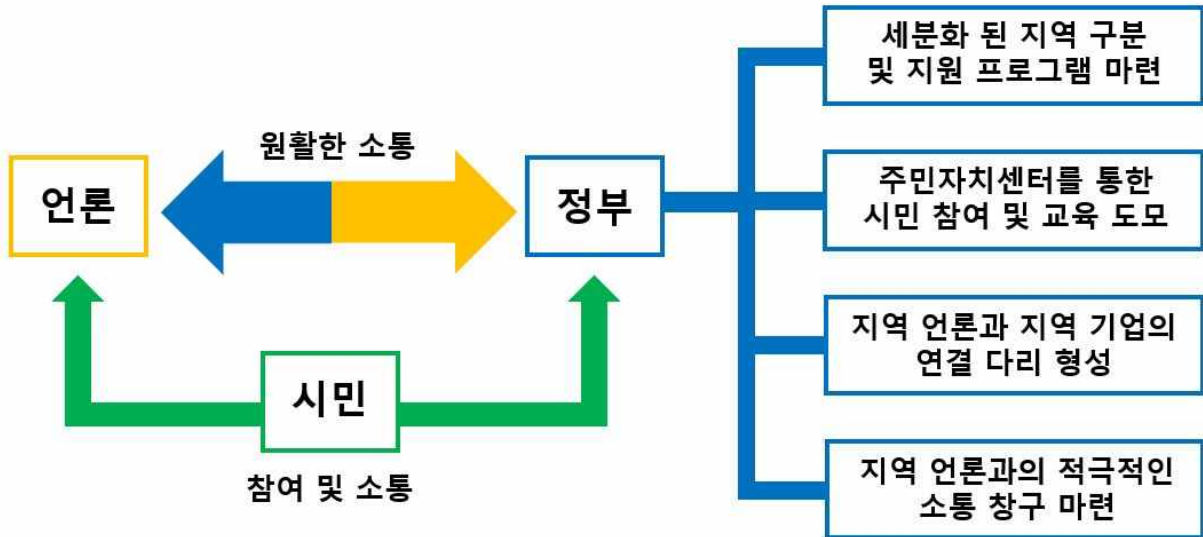 원활한 소통
언론
정부
시민
참여 및 소통
세분화 된 지역 구분
및 지원 프로그램 마련
주민자치센터를 통한
시민 참여 및 교육 도모
지역 언론과 지역 기업의
연결 다리 형성
지역 언론과의 적극적인
소통 창구 마련